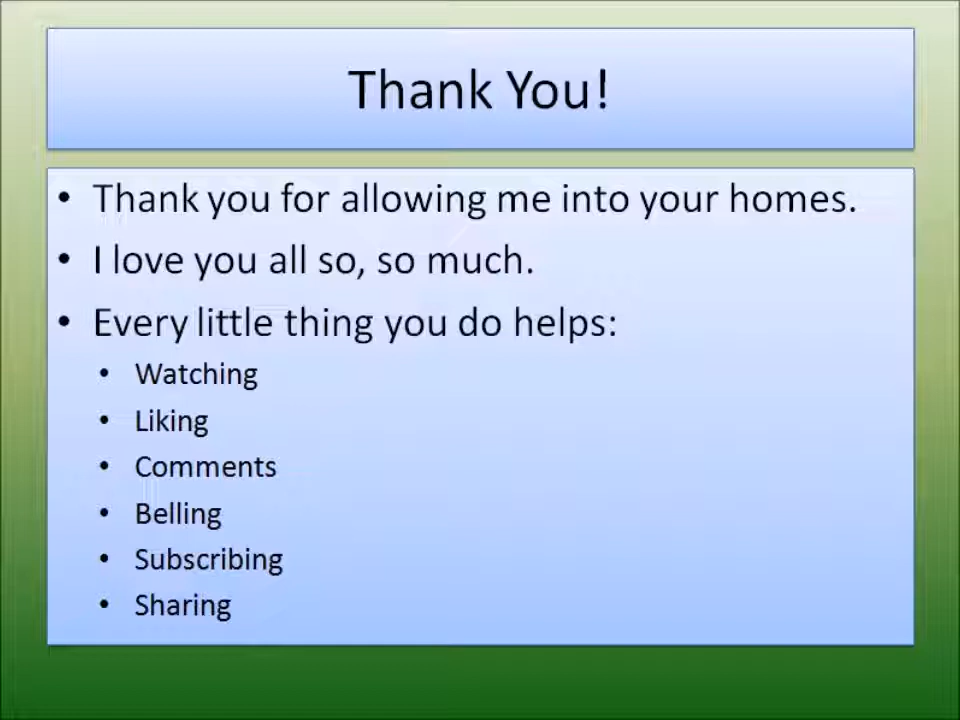 Thank You!
• Thank you for allowing me into your homes.
• I love you all so, so much.
• Every little thing you do helps:
• Watching
• Liking
• Comments
• Belling
• Subscribing
• Sharing